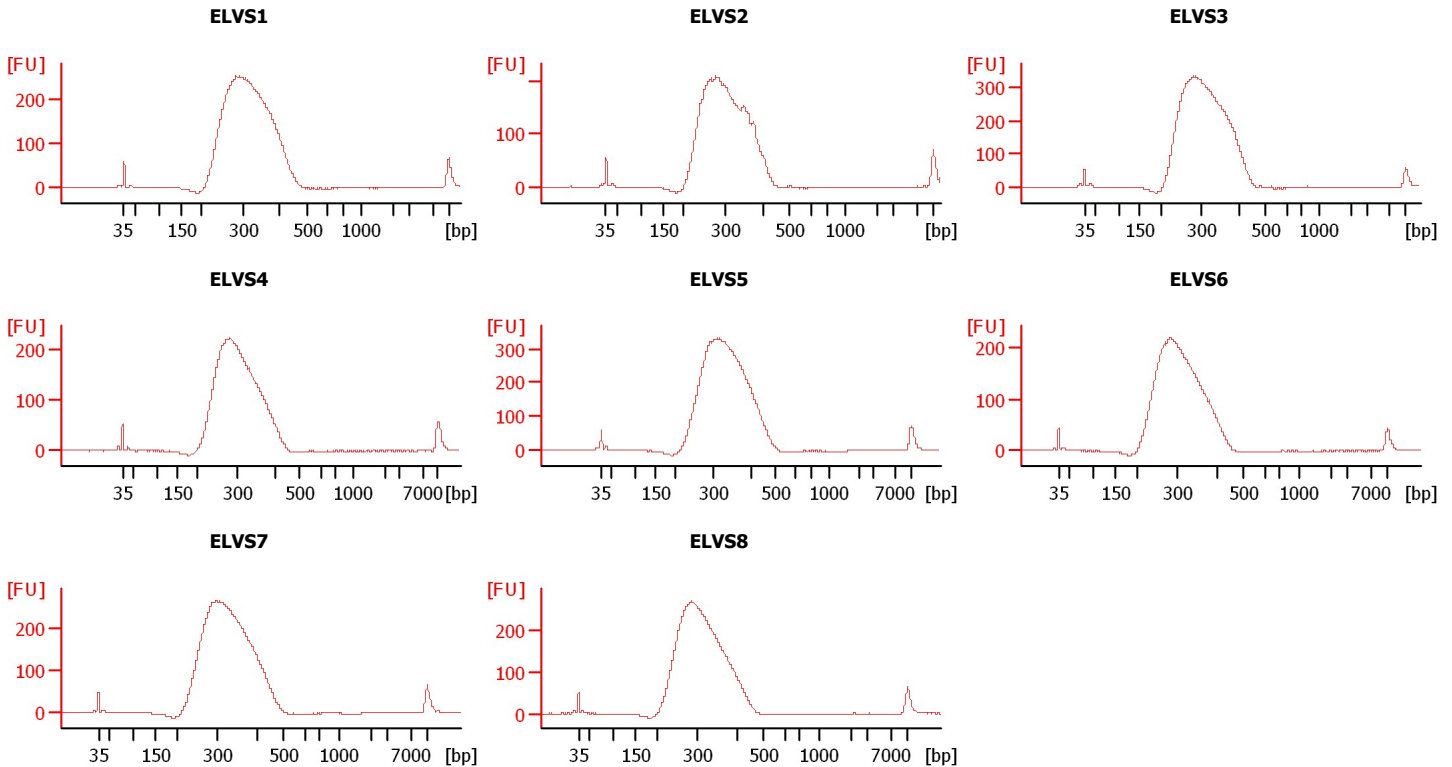 ELVS1 ELVS2 ELVS3
[FU] [FU] [FU]
300
200
200
100 100
100
0 0 0
35 150 300 500 1000 [bp] 35 150 300 500 1000 [bp] 35 150 300 500 1000 [bp]
ELVS4 ELVS5 ELVS6
[FU] [FU] [FU]
200 300 200
200
100 100 100
0 0 0
35 150 300 500 1000 7000 [bp] 35 150 300 500 1000 7000 [bp] 35 150 300 500 1000 7000 [bp]
ELVS7 ELVS8
[FU] [FU]
200 200
100 100
0 0
35 150 300 500 1000 7000 [bp] 35 150 300 500 1000 7000 [bp]